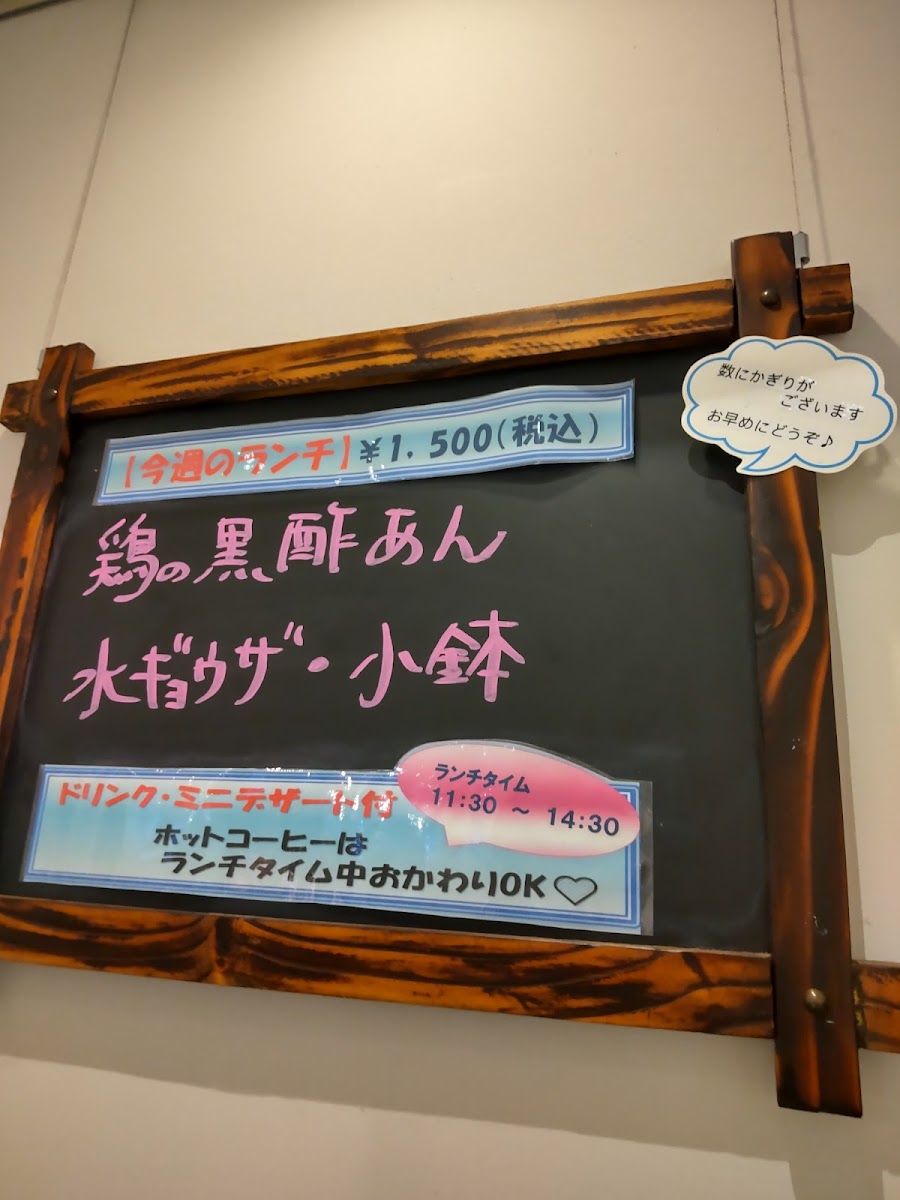 数にかぎりが
ございます
お早めにどうぞ♪
【今週のランチ】¥1,500(税込)
鶏の黒酢あん
水ギョウザ・小鉢
ドリンク・ミニデザート付
ランチタイム
11:30 ～ 14:30
ホットコーヒーは
ランチタイム中おかわりOK♡